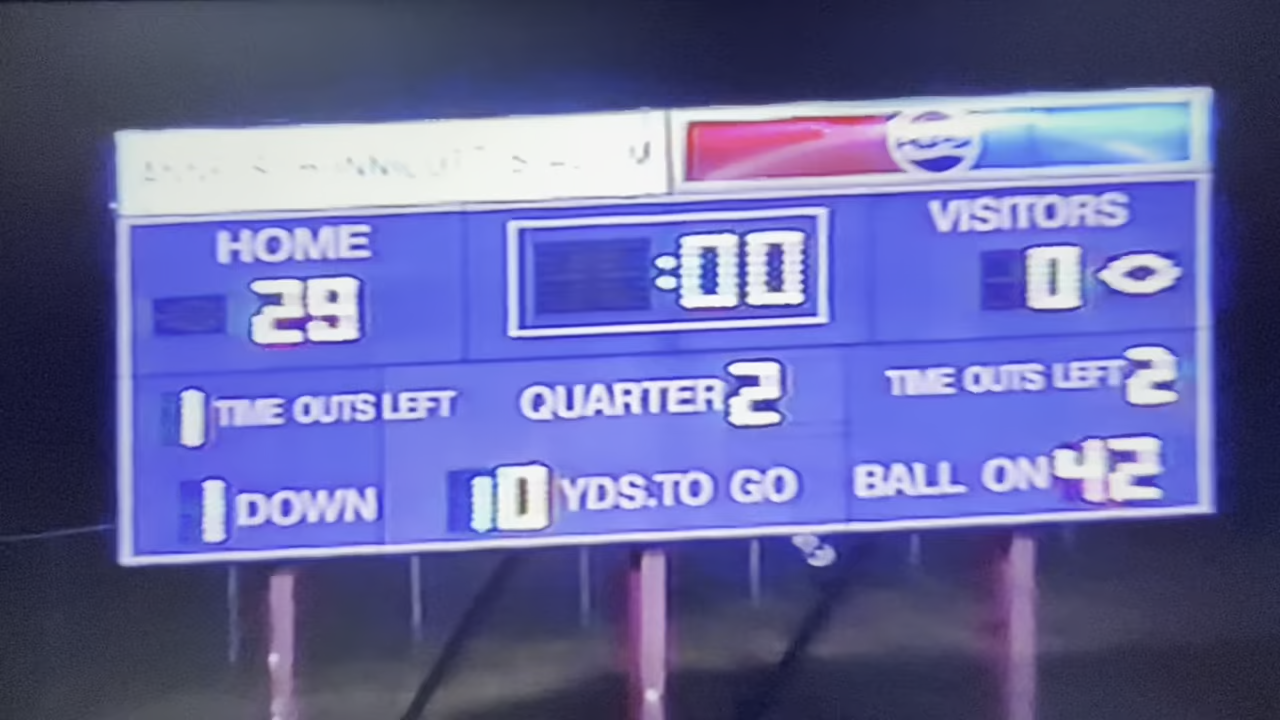 HOME
29
:00
VISITORS
0
1 TIME OUTS LEFT
QUARTER 2
TIME OUTS LEFT 2
1 DOWN
10 YDS.TO GO
BALL ON 42